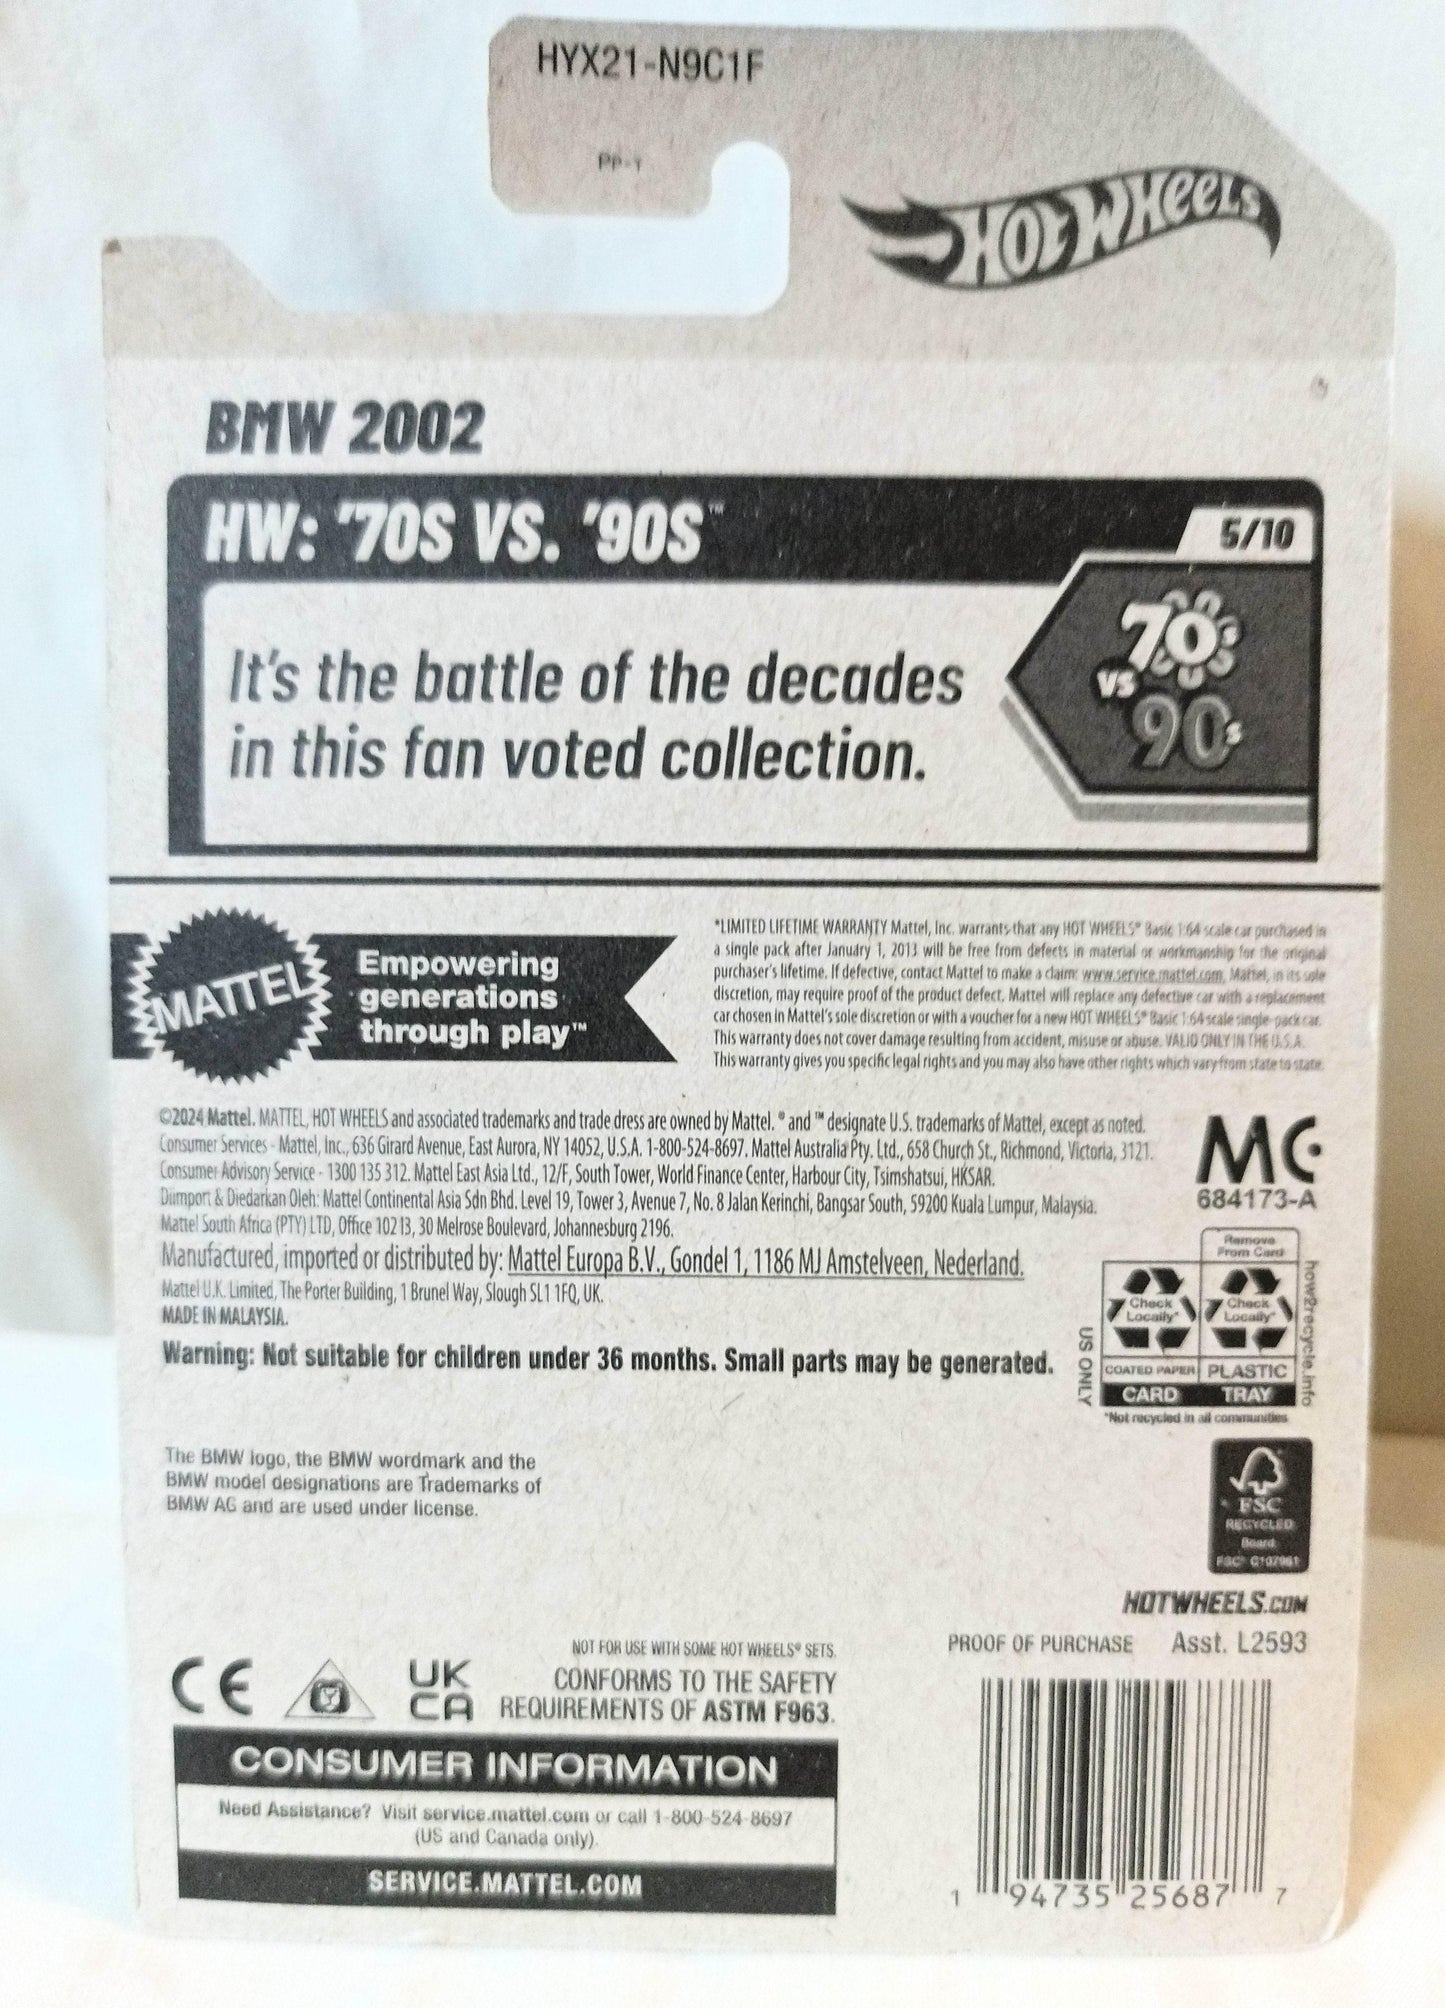 HYX21-N9C1F
PP-1
HOT WHEELS
BMW 2002
HW: '70S VS. '90S™
5/10
70s
vs
90s
It's the battle of the decades
in this fan voted collection.
MATTEL
Empowering
generations
through play™
*LIMITED LIFETIME WARRANTY Mattel, Inc. warrants that any HOT WHEELS® Basic 1:64 scale car purchased in
a single pack after January 1, 2013 will be free from defects in material or workmanship for the original
purchaser's lifetime. If defective, contact Mattel to make a claim: www.service.mattel.com. Mattel, in its sole
discretion, may require proof of the product defect. Mattel will replace any defective car with a replacement
car chosen in Mattel's sole discretion or with a voucher for a new HOT WHEELS® Basic 1:64 scale single-pack car.
This warranty does not cover damage resulting from accident, misuse or abuse. VALID ONLY IN THE U.S.A.
This warranty gives you specific legal rights and you may also have other rights which vary from state to state.
©2024 Mattel. MATTEL, HOT WHEELS and associated trademarks and trade dress are owned by Mattel. ® and ™ designate U.S. trademarks of Mattel, except as noted.
Consumer Services - Mattel, Inc., 636 Girard Avenue, East Aurora, NY 14052, U.S.A. 1-800-524-8697. Mattel Australia Pty. Ltd., 658 Church St., Richmond, Victoria, 3121.
Consumer Advisory Service - 1300 135 312. Mattel East Asia Ltd., 12/F, South Tower, World Finance Center, Harbour City, Tsimshatsui, HKSAR.
Diimport & Diedarkan Oleh: Mattel Continental Asia Sdn Bhd. Level 19, Tower 3, Avenue 7, No. 8 Jalan Kerinchi, Bangsar South, 59200 Kuala Lumpur, Malaysia.
Mattel South Africa (PTY) LTD, Office 102 I3, 30 Melrose Boulevard, Johannesburg 2196.
Manufactured, imported or distributed by: Mattel Europa B.V., Gondel 1, 1186 MJ Amstelveen, Nederland.
Mattel U.K. Limited, The Porter Building, 1 Brunel Way, Slough SL1 1FQ, UK.
MADE IN MALAYSIA.
Warning: Not suitable for children under 36 months. Small parts may be generated.
MC
684173-A
Remove
From Card
Check
Locally*
Check
Locally*
COATED PAPER
PLASTIC
CARD
TRAY
US ONLY
how2recycle.info
*Not recycled in all communities
The BMW logo, the BMW wordmark and the
BMW model designations are Trademarks of
BMW AG and are used under license.
FSC
RECYCLED
Board
FSC® C107961
HOTWHEELS.COM
PROOF OF PURCHASE Asst. L2593
CE
UK
CA
NOT FOR USE WITH SOME HOT WHEELS® SETS.
CONFORMS TO THE SAFETY
REQUIREMENTS OF ASTM F963.
CONSUMER INFORMATION
Need Assistance? Visit service.mattel.com or call 1-800-524-8697
(US and Canada only).
SERVICE.MATTEL.COM
1 94735 25687 7